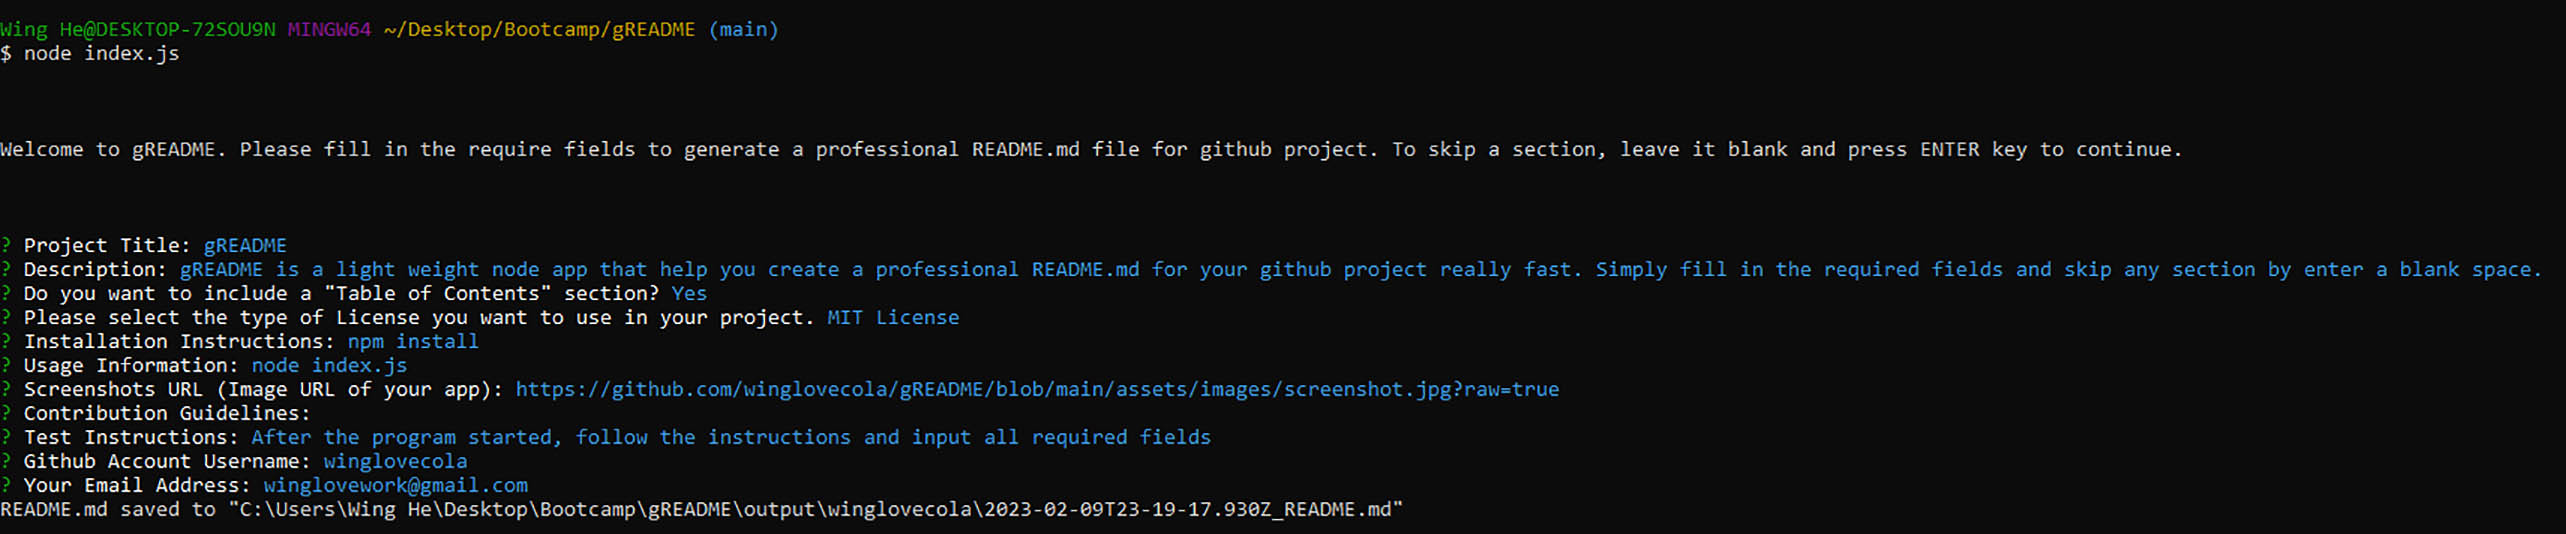 Wing He@DESKTOP-72SOU9N MINGW64 ~/Desktop/Bootcamp/gREADME (main)
$ node index.js
Welcome to gREADME. Please fill in the require fields to generate a professional README.md file for github project. To skip a section, leave it blank and press ENTER key to continue.
? Project Title: gREADME
? Description: gREADME is a light weight node app that help you create a professional README.md for your github project really fast. Simply fill in the required fields and skip any section by enter a blank space.
? Do you want to include a "Table of Contents" section? Yes
? Please select the type of License you want to use in your project. MIT License
? Installation Instructions: npm install
? Usage Information: node index.js
? Screenshots URL (Image URL of your app): https://github.com/winglovecola/gREADME/blob/main/assets/images/screenshot.jpg?raw=true
? Contribution Guidelines:
? Test Instructions: After the program started, follow the instructions and input all required fields
? Github Account Username: winglovecola
? Your Email Address: winglovework@gmail.com
README.md saved to "C:\Users\Wing He\Desktop\Bootcamp\gREADME\output\winglovecola\2023-02-09T23-19-17.930Z_README.md"